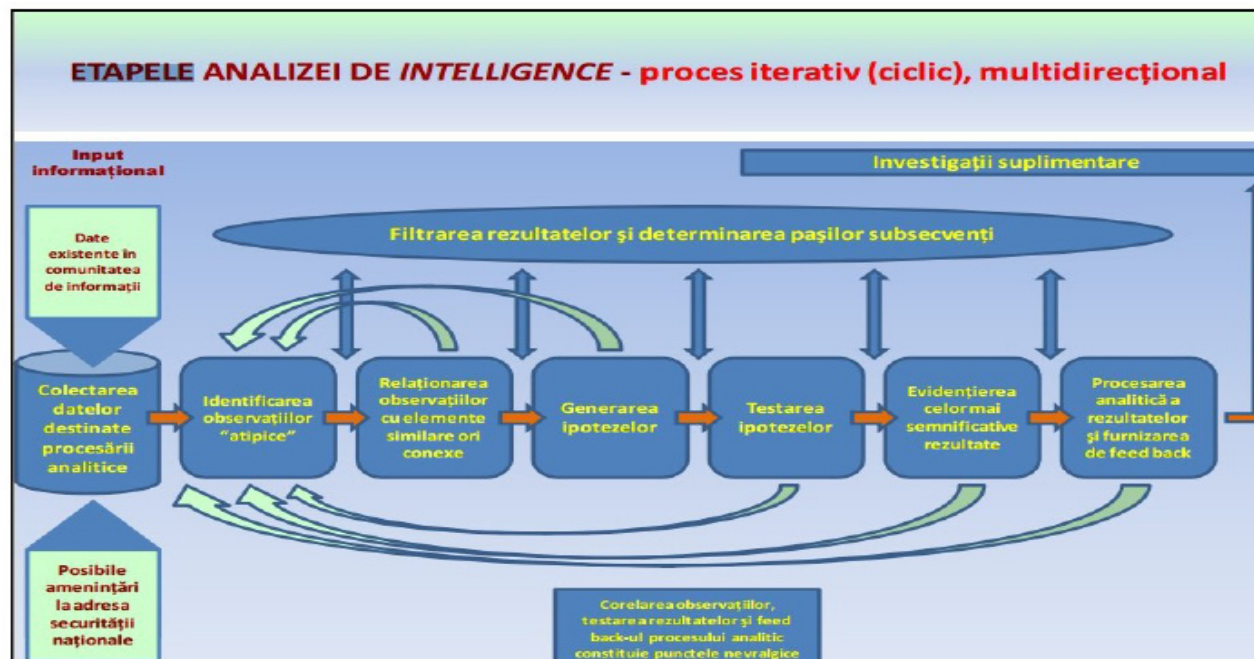 ETAPELE ANALIZEI DE INTELLIGENCE - proces iterativ (ciclic), multidirecțional
Input
informațional
Investigații suplimentare
Date
existente în
comunitatea
de informații
Filtrarea rezultatelor și determinarea pașilor subsecvenți
Colectarea
datelor
destinate
procesării
analitice
Identificarea
observațiilor
“atipice”
Relaționarea
observațiilor
cu elemente
similare ori
conexe
Generarea
ipotezelor
Testarea
ipotezelor
Evidențierea
celor mai
semnificative
rezultate
Procesarea
analitică a
rezultatelor
și furnizarea
de feed back
Posibile
amenințări
la adresa
securității
naționale
Corelarea observațiilor,
testarea rezultatelor și feed
back-ul procesului analitic
constituie punctele nevralgice